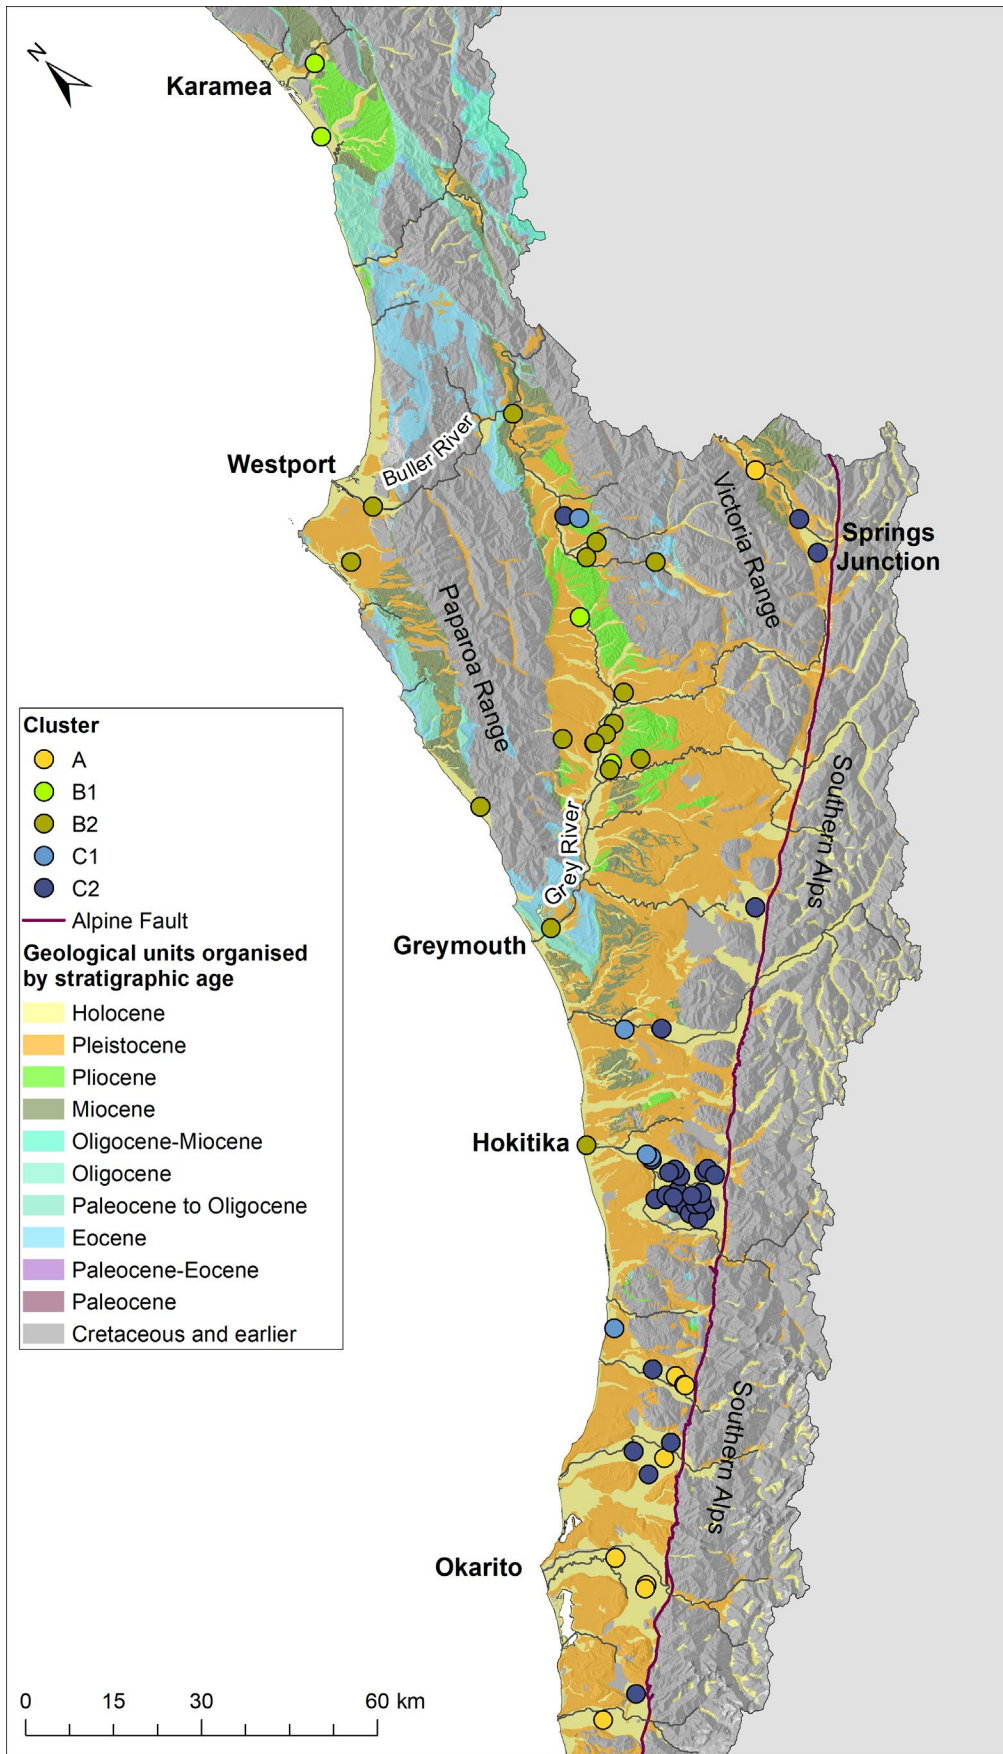 N
Karamea
Westport
Buller River
Victoria Range
Springs
Junction
Paparoa Range
Southern Alps
Grey River
Greymouth
Hokitika
Southern Alps
Okarito
Cluster
A
B1
B2
C1
C2
Alpine Fault
Geological units organised
by stratigraphic age
Holocene
Pleistocene
Pliocene
Miocene
Oligocene-Miocene
Oligocene
Paleocene to Oligocene
Eocene
Paleocene-Eocene
Paleocene
Cretaceous and earlier
0 15 30 60 km